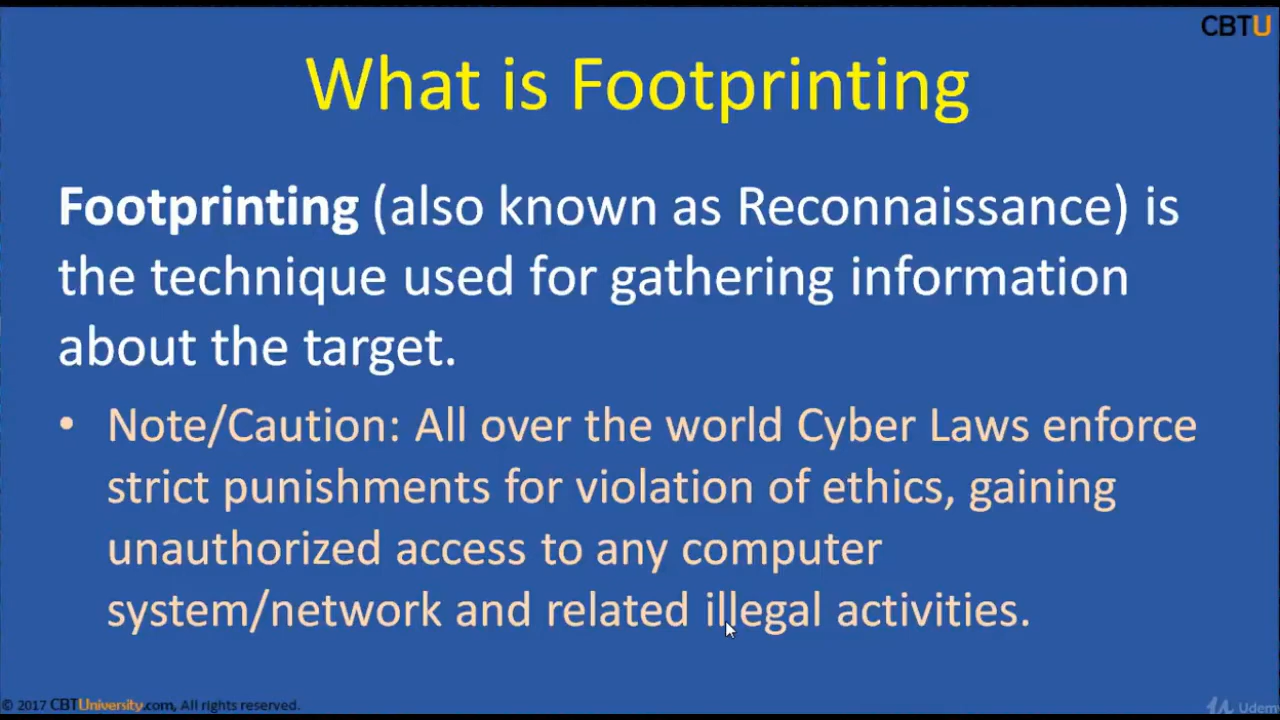 CBTU
What is Footprinting
Footprinting (also known as Reconnaissance) is
the technique used for gathering information
about the target.
• Note/Caution: All over the world Cyber Laws enforce
strict punishments for violation of ethics, gaining
unauthorized access to any computer
system/network and related illegal activities.
© 2017 CBTUniversity.com, All rights reserved.
Udem